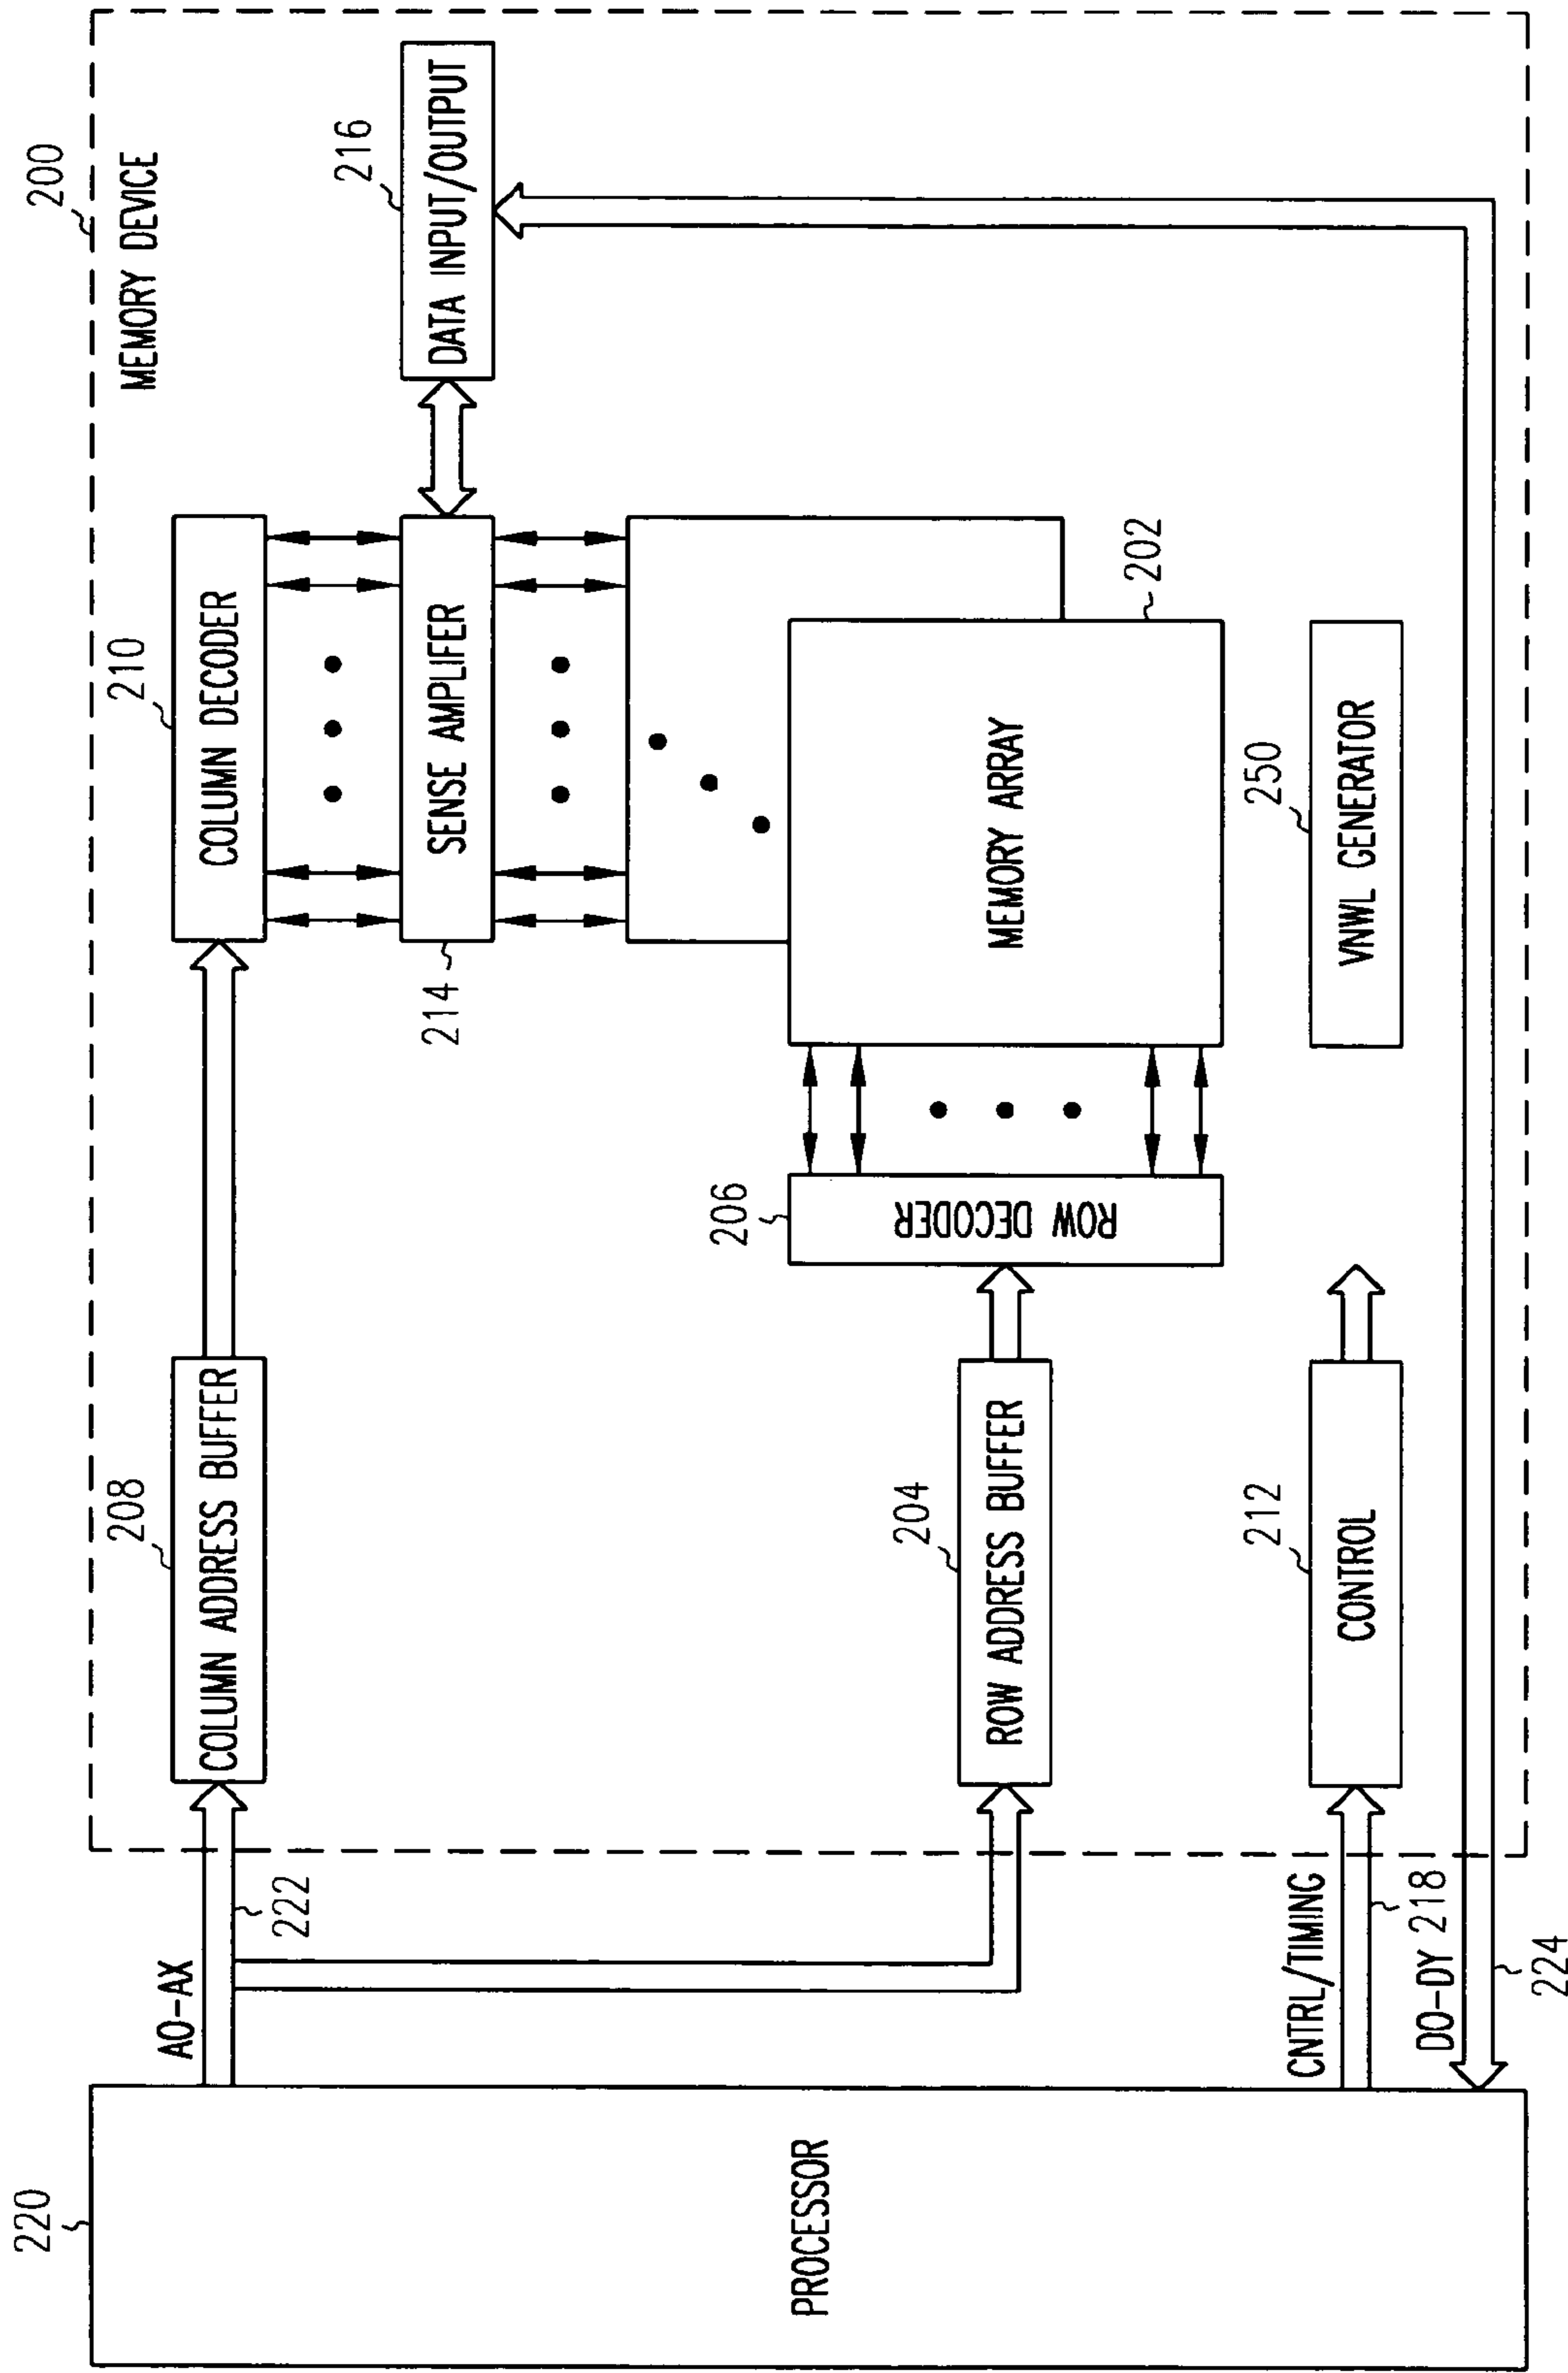 200
MEMORY DEVICE
220
PROCESSOR
A0-AX
222
208
COLUMN ADDRESS BUFFER
210
COLUMN DECODER
214
SENSE AMPLIFER
216
DATA INPUT/OUTPUT
204
ROW ADDRESS BUFFER
206
ROW DECODER
MEMORY ARRAY
202
CNTRL/TIMING
218
212
CONTROL
250
VNWL GENERATOR
DO-DY
224